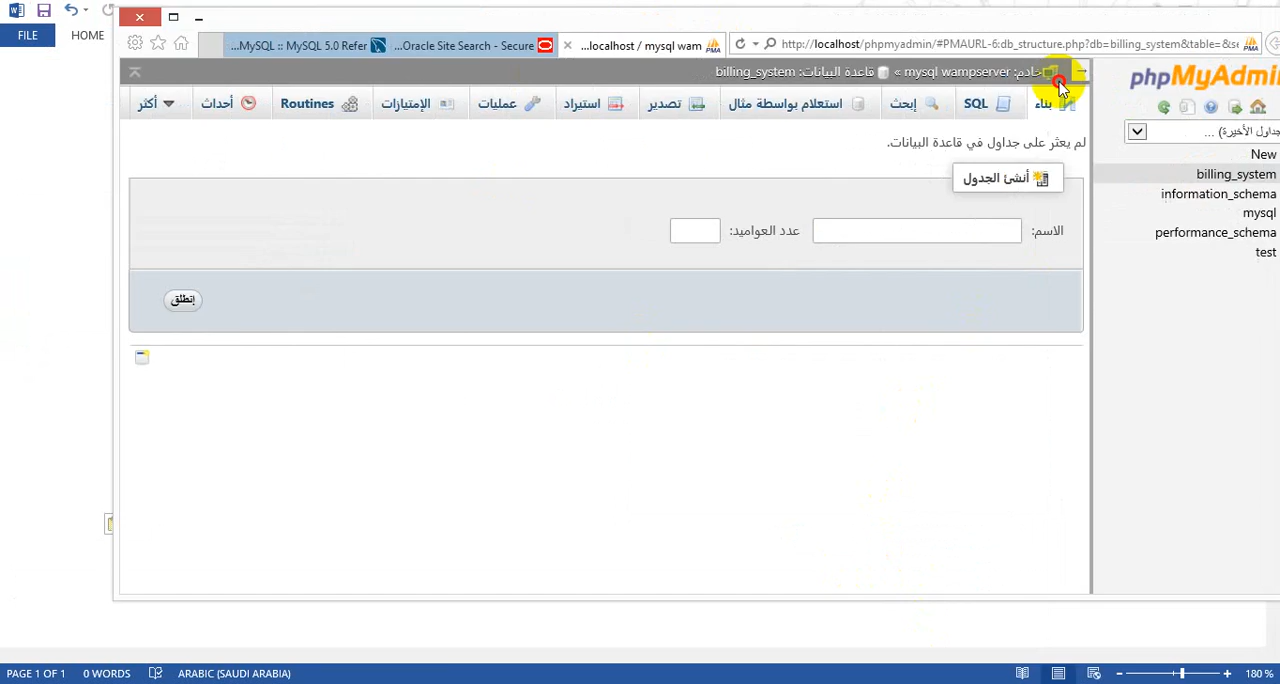 FILE
HOME
...MySQL :: MySQL 5.0 Refer
...Oracle Site Search - Secure
...localhost / mysql wam
http://localhost/phpmyadmin/#PMAURL-6:db_structure.php?db=billing_system&table=&se
خادم: mysql wampserver » قاعدة البيانات: billing_system
بناء
SQL
إبحث
استعلام بواسطة مثال
تصدير
استيراد
عمليات
الإمتيازات
Routines
أحداث
أكثر
لم يعثر على جداول في قاعدة البيانات.
أنشئ الجدول
الاسم:
عدد العواميد:
إنطلق
phpMyAdmin
جداول الأخيرة) ...
New
billing_system
information_schema
mysql
performance_schema
test
PAGE 1 OF 1
0 WORDS
ARABIC (SAUDI ARABIA)
180 %